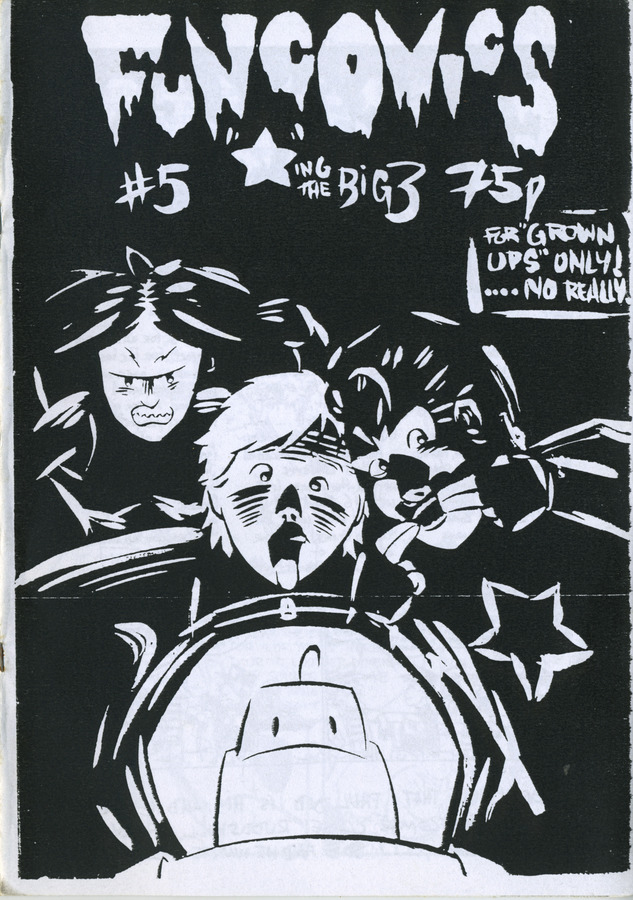 FUNCOMICS
#5 ★ING THE BiG3 75p
FOR "GROWN
UPS" ONLY!
.... NO REALLY.